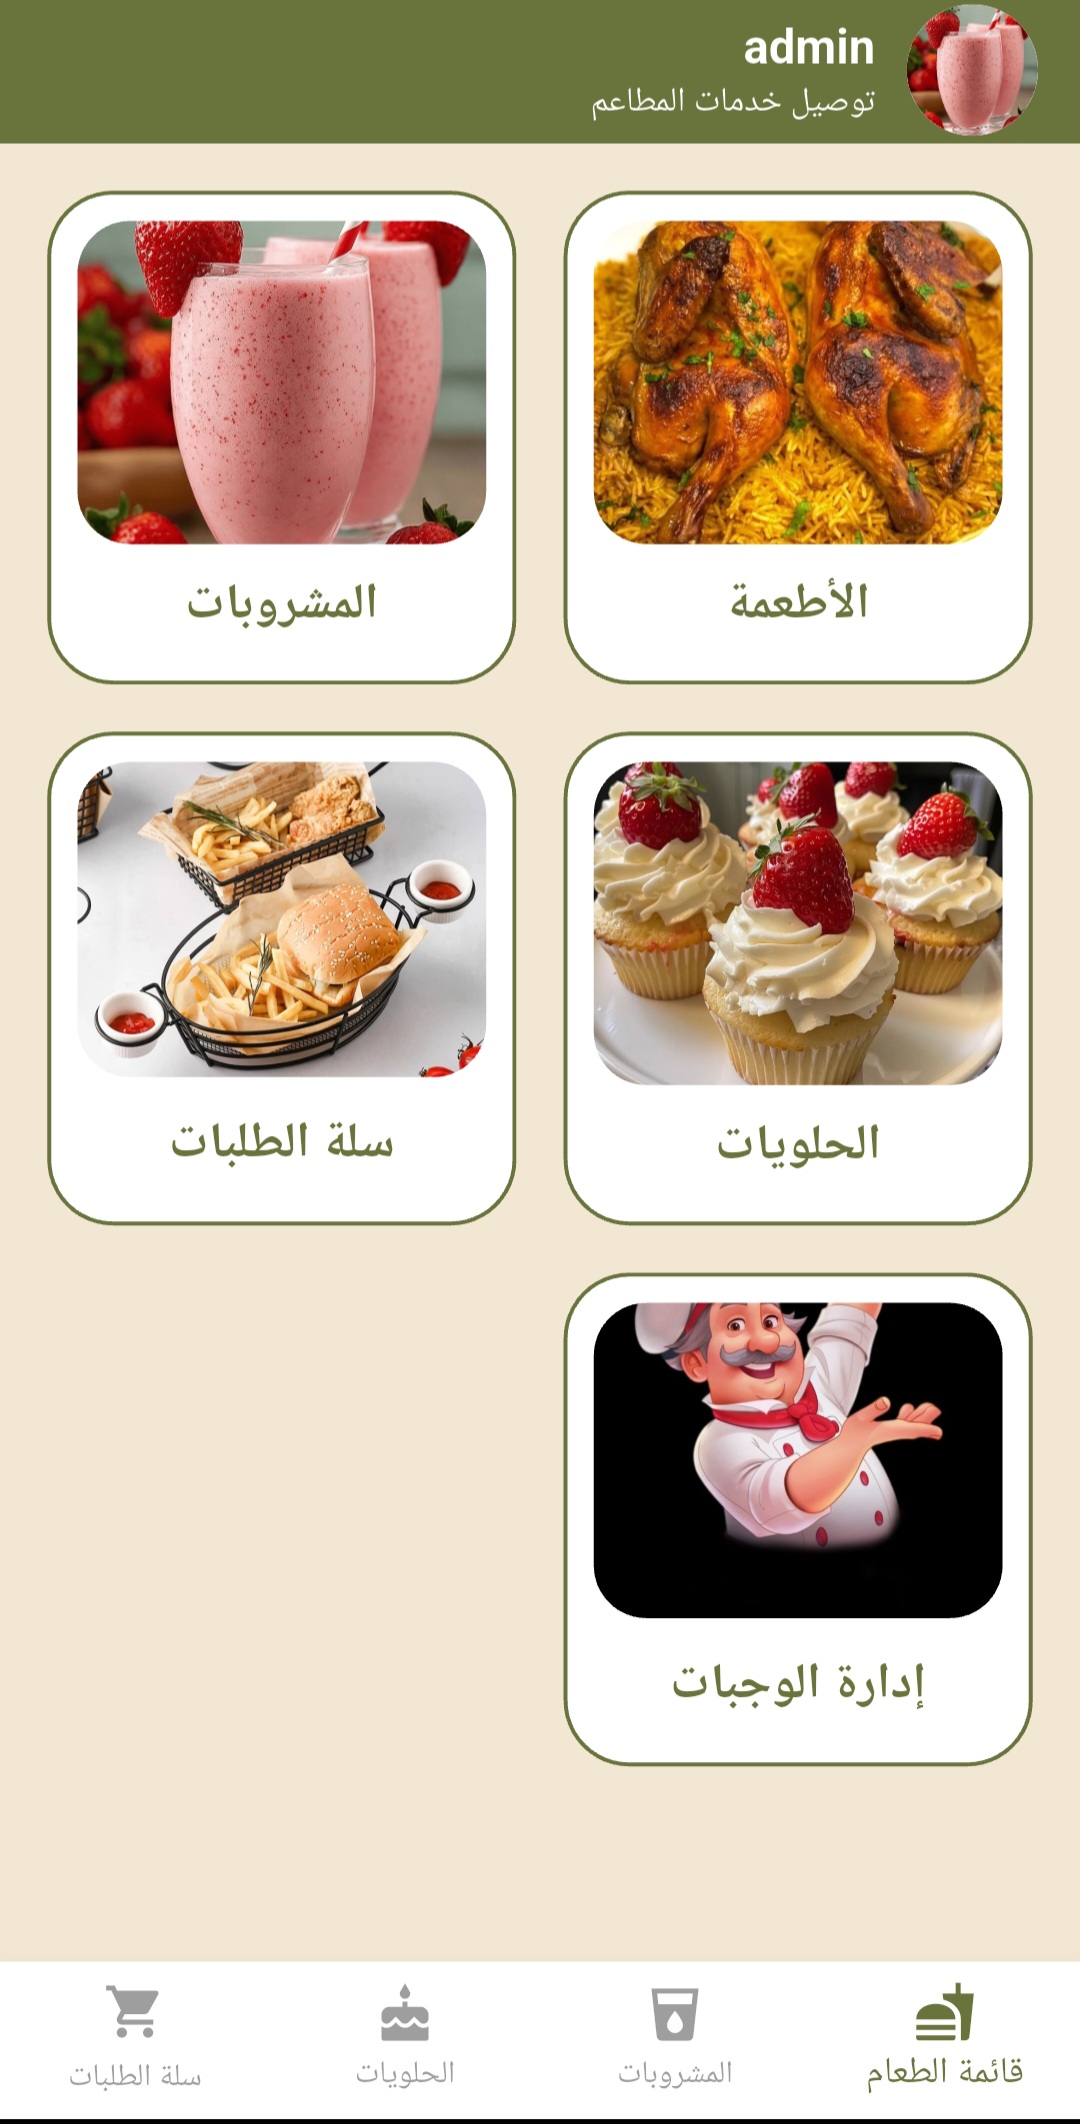 admin
توصيل خدمات المطاعم
الأطعمة
المشروبات
الحلويات
سلة الطلبات
إدارة الوجبات
قائمة الطعام
المشروبات
الحلويات
سلة الطلبات